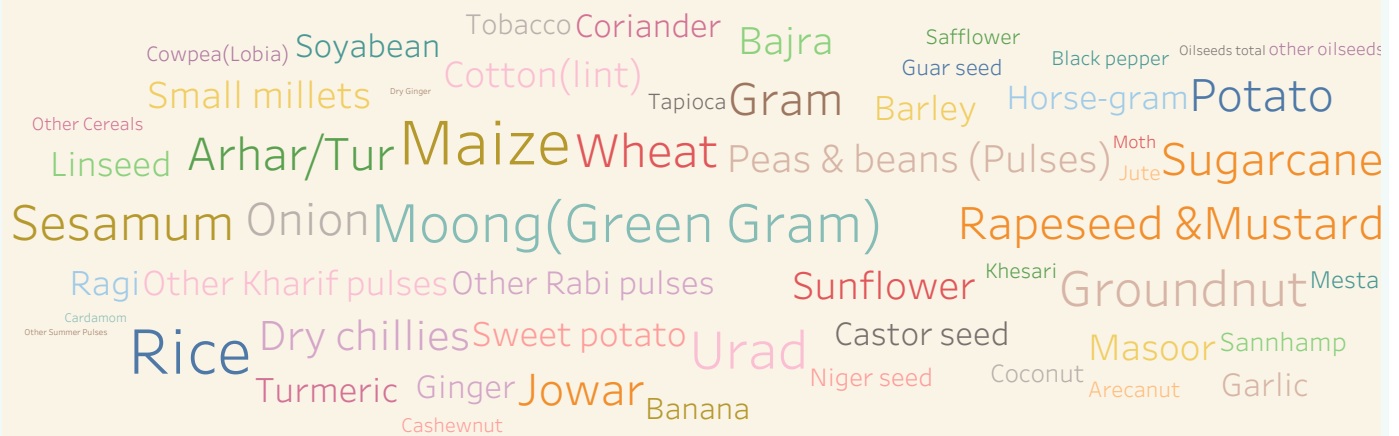 Tobacco Coriander
Cowpea(Lobia) Soyabean Bajra Safflower Black pepper Oilseeds total other oilseeds
Cotton(lint) Guar seed
Small millets Dry Ginger Tapioca Gram Barley Horse-gram Potato
Other Cereals
Linseed Arhar/Tur Maize Wheat Peas & beans (Pulses) Moth Jute Sugarcane
Sesamum Onion Moong(Green Gram) Rapeseed &Mustard
Ragi Other Kharif pulses Other Rabi pulses Sunflower Khesari Groundnut Mesta
Cardamom
Other Summer Pulses
Rice Dry chillies Sweet potato Urad Castor seed Masoor Sannhamp
Turmeric Ginger Jowar Banana Niger seed Coconut Arecanut Garlic
Cashewnut